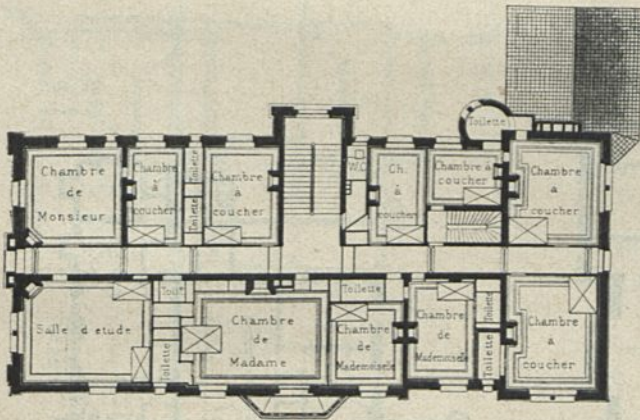 Toilette
Chambre
de
Monsieur
Chambre
à
coucher
Toilette
Toilette
Chambre
à
coucher
W.C.
Ch.
à
coucher
Chambre à
coucher
Chambre
à
coucher
Salle d'etude
Toil.
Toilette
Chambre
de
Madame
Toilette
Chambre
de
Mademoiselle
Chambre
de
Mademoiselle
Toilette
Toilette
Chambre
à
coucher